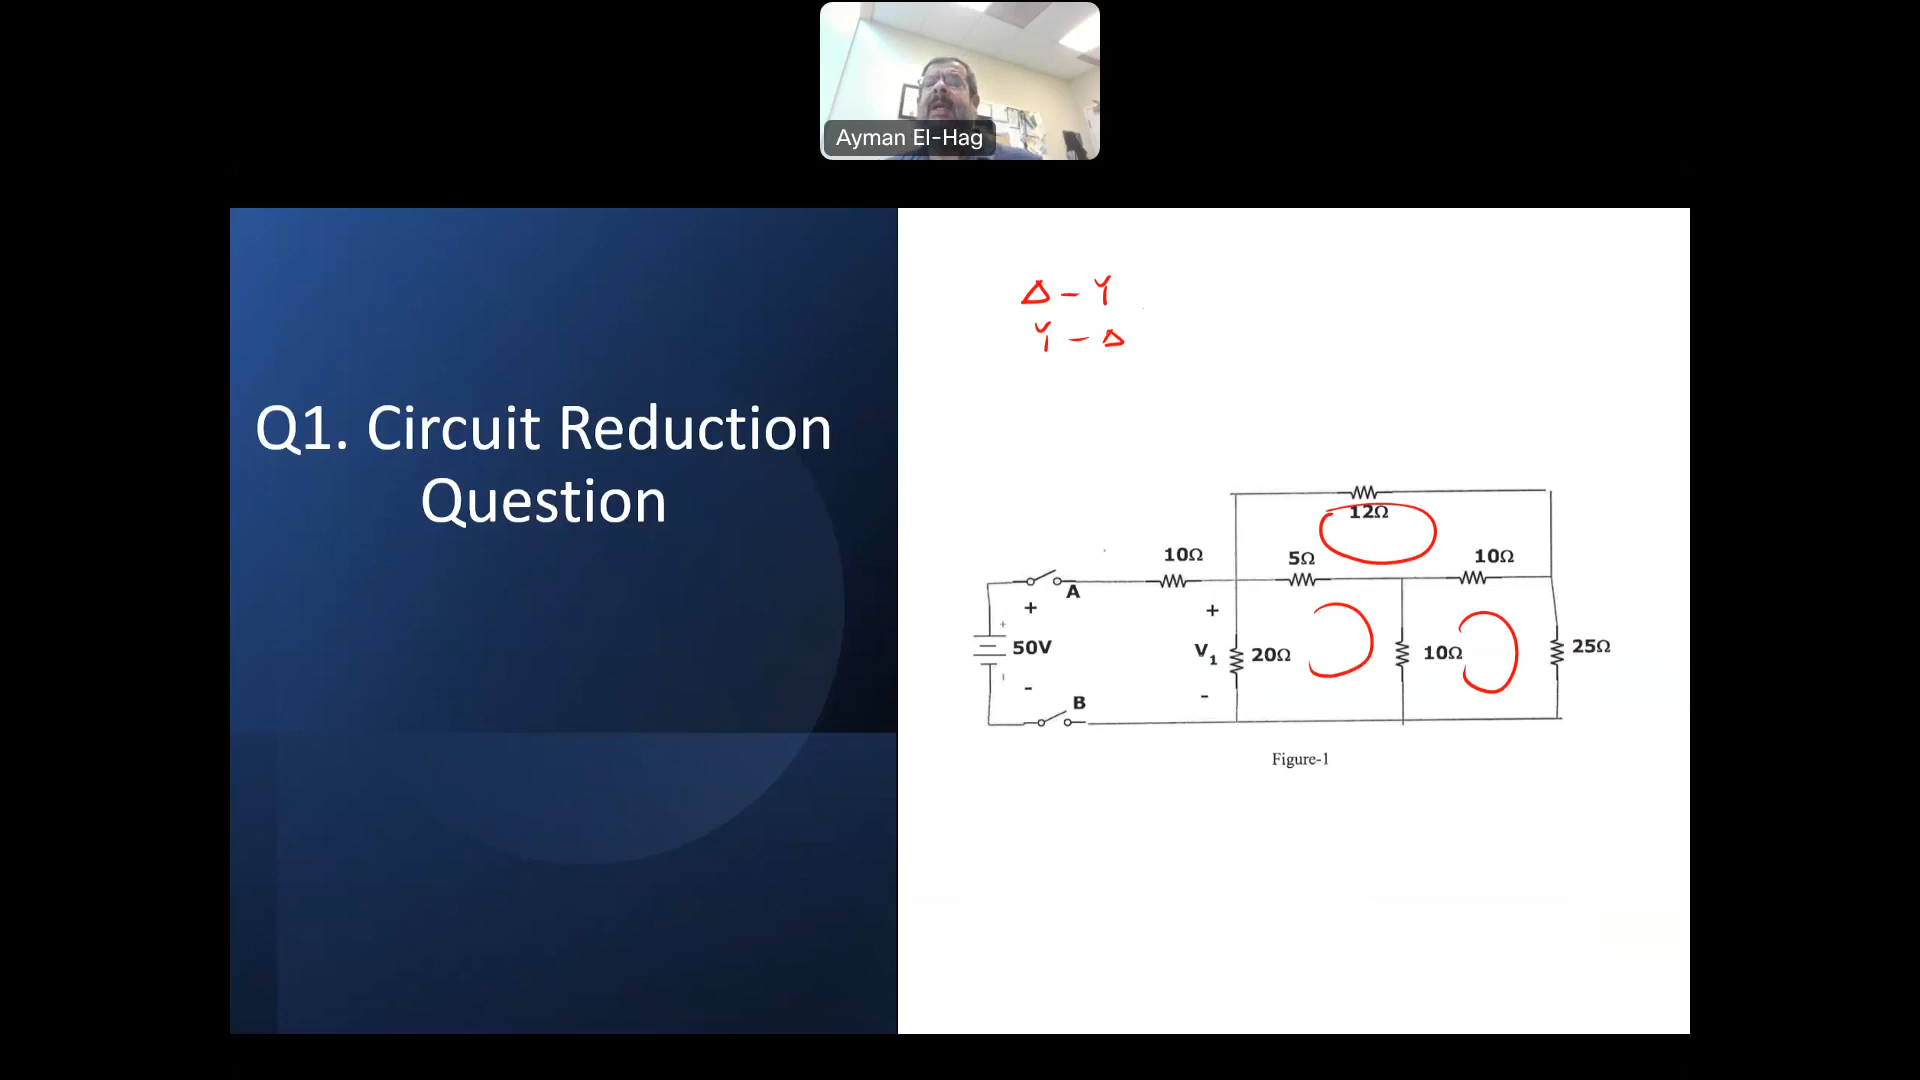 Ayman El-Hag
Q1. Circuit Reduction
Question
Δ - Y
Y - Δ
12Ω
10Ω
5Ω
10Ω
A
+
+
+
50V
V1
20Ω
10Ω
25Ω
-
-
B
Figure-1